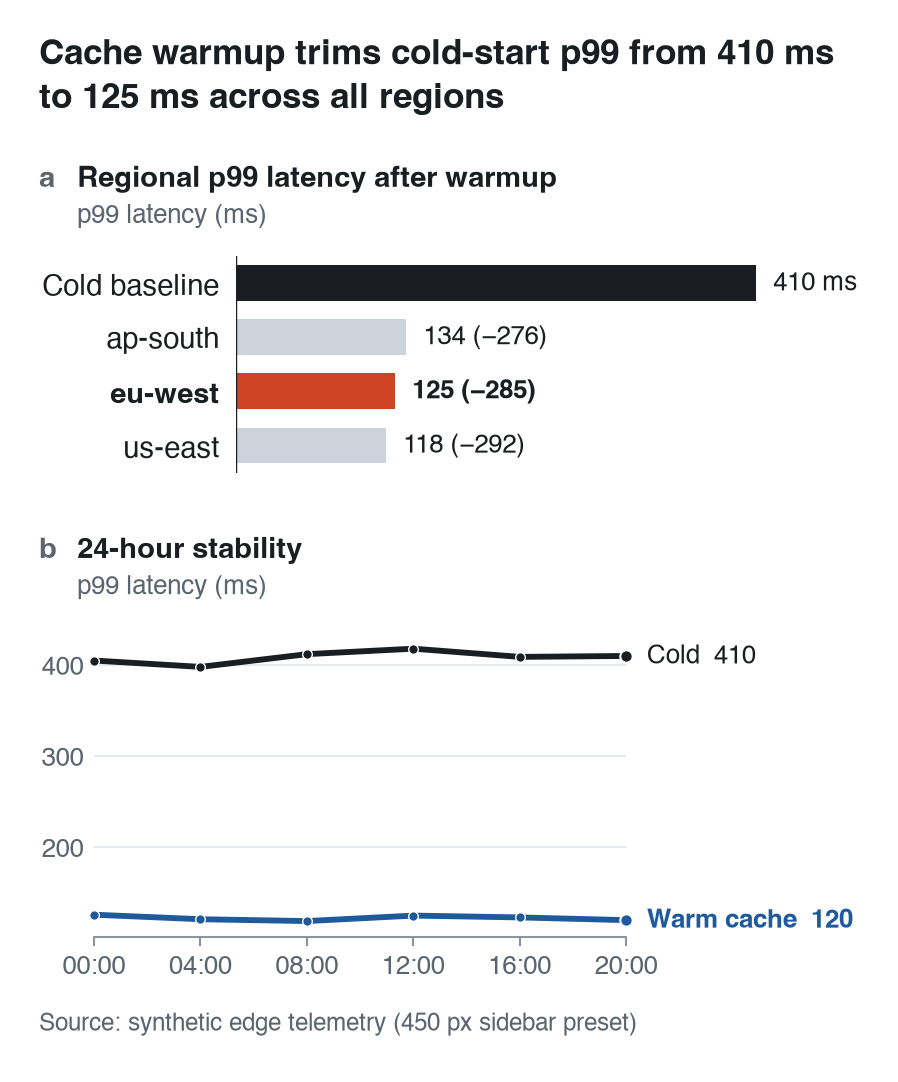 Cache warmup trims cold-start p99 from 410 ms
to 125 ms across all regions
a Regional p99 latency after warmup
p99 latency (ms)
Cold baseline 410 ms
ap-south 134 (−276)
eu-west 125 (−285)
us-east 118 (−292)
b 24-hour stability
p99 latency (ms)
400 Cold 410
300
200
Warm cache 120
00:00 04:00 08:00 12:00 16:00 20:00
Source: synthetic edge telemetry (450 px sidebar preset)